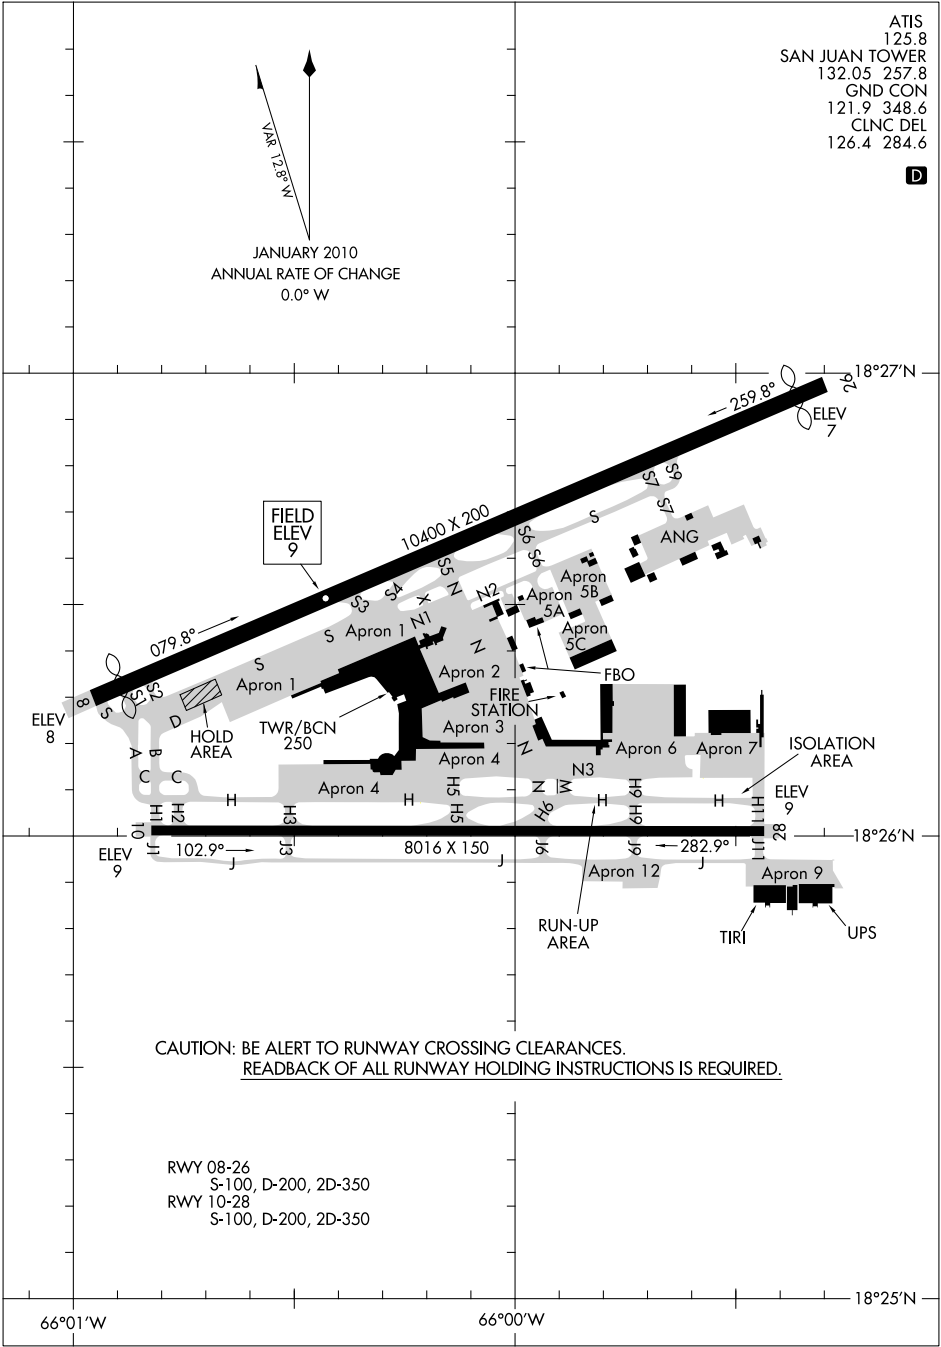 ATIS
125.8
SAN JUAN TOWER
132.05 257.8
GND CON
121.9 348.6
CLNC DEL
126.4 284.6
D
VAR 12.8° W
JANUARY 2010
ANNUAL RATE OF CHANGE
0.0° W
18°27'N
26
259.8°
ELEV
7
S7
S9
S7
FIELD
ELEV
9
10400 X 200
S
S6
S6
ANG
S5
N
N2
Apron
5B
Apron
5A
Apron
5C
S4
S3
X
N1
Apron 1
S
079.8°
S
Apron 1
N
Apron 2
FBO
8
S
S1
S2
D
HOLD
AREA
ELEV
8
TWR/BCN
250
FIRE
STATION
Apron 3
Apron 4
Apron 4
N
N3
Apron 6
Apron 7
ISOLATION
AREA
A
B
C
C
H1
H2
H
H3
H
H5
H5
N
M
H6
H
H9
H9
H
H11
ELEV
9
10
28
18°26'N
ELEV
9
J1
102.9°
J
J3
8016 X 150
J
J6
J9
282.9°
J
J11
Apron 12
Apron 9
RUN-UP
AREA
TIRI
UPS
CAUTION: BE ALERT TO RUNWAY CROSSING CLEARANCES.
READBACK OF ALL RUNWAY HOLDING INSTRUCTIONS IS REQUIRED.
RWY 08-26
S-100, D-200, 2D-350
RWY 10-28
S-100, D-200, 2D-350
18°25'N
66°01'W
66°00'W